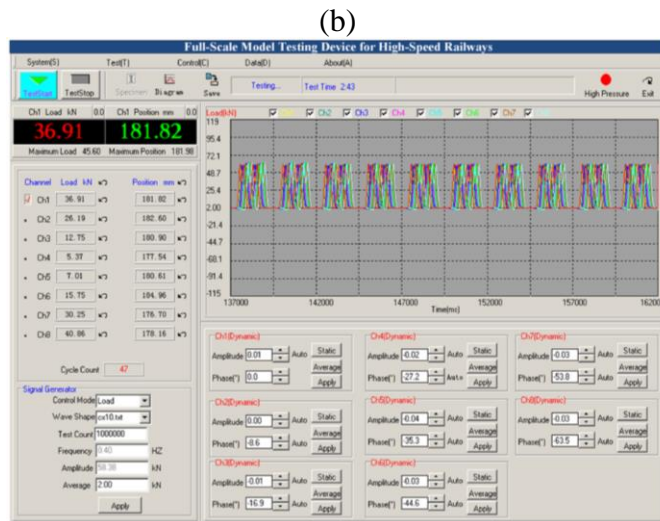 (b)
Full-Scale Model Testing Device for High-Speed Railways
System(S) Test(T) Control(C) Data(D) About(A)
TestStart TestStop Specimen Diagram Save Testing... Test Time 2:43 High Pressure Exit
Ch1 Load kN 0.0 Ch1 Position mm 0.0
36.91 181.82
Maximum Load 45.60 Maximum Position 181.98
Channel Load kN Position mm
Ch1 36.91 181.82
Ch2 26.19 182.60
Ch3 12.75 180.90
Ch4 5.37 177.54
Ch5 7.01 180.61
Ch6 15.75 184.96
Ch7 30.25 176.70
Ch8 40.86 178.16
Cycle Count 47
Signal Generator
Control Mode Load
Wave Shape cx10.txt
Test Count 1000000
Frequency 0.40 HZ
Amplitude 58.38 kN
Average 2.00 kN
Apply
Load(kN) Ch2 Ch3 Ch4 Ch5 Ch6 Ch7
119
95.4
72.1
48.7
25.4
2.00
-21.4
-44.7
-68.1
-91.4
-115
137000 142000 147000 152000 157000 16200
Time(ms)
Ch1(Dynamic)
Amplitude 0.01 Auto Static
Average
Phase(°) 0.0 Auto Apply
Ch2(Dynamic)
Amplitude 0.00 Auto Static
Average
Phase(°) -8.6 Auto Apply
Ch3(Dynamic)
Amplitude -0.01 Auto Static
Average
Phase(°) -16.9 Auto Apply
Ch4(Dynamic)
Amplitude -0.02 Auto Static
Average
Phase(°) -27.2 Auto Apply
Ch5(Dynamic)
Amplitude -0.04 Auto Static
Average
Phase(°) -35.3 Auto Apply
Ch6(Dynamic)
Amplitude -0.03 Auto Static
Average
Phase(°) -44.6 Auto Apply
Ch7(Dynamic)
Amplitude -0.03 Auto Static
Average
Phase(°) -53.8 Auto Apply
Ch8(Dynamic)
Amplitude -0.03 Auto Static
Average
Phase(°) -63.5 Auto Apply